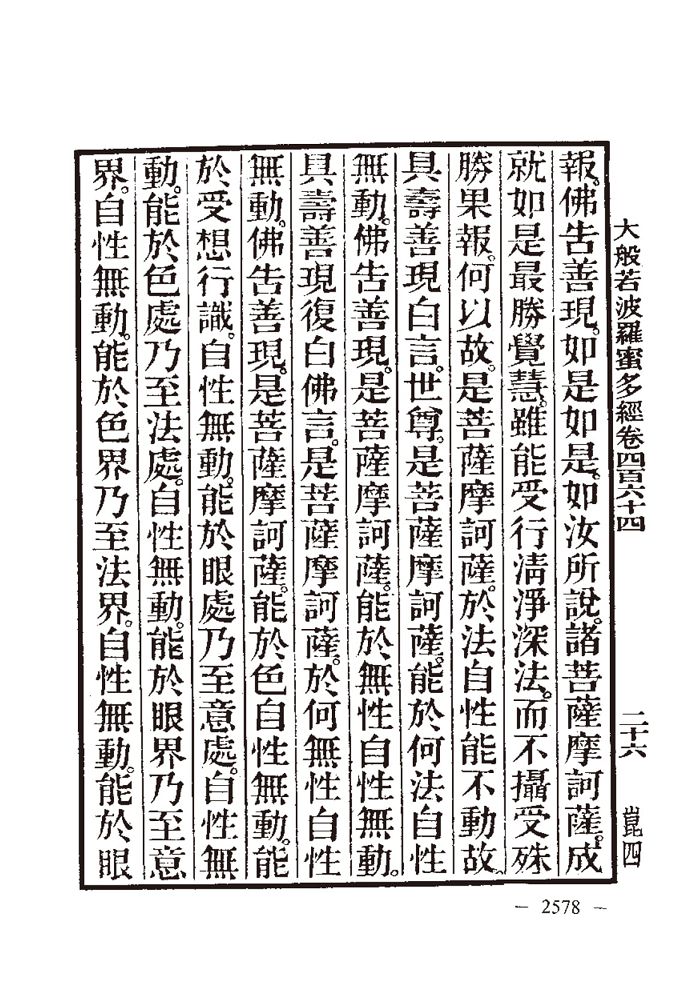 大般若波羅蜜多經卷四百六十四 二十六 崑四
報。佛告善現。如是如是。如汝所說。諸菩薩摩訶薩。成
就如是最勝覺慧。雖能受行清淨深法。而不攝受殊
勝果報。何以故。是菩薩摩訶薩。於法自性能不動故。
具壽善現白言。世尊。是菩薩摩訶薩。能於何法自性
無動。佛告善現。是菩薩摩訶薩。能於無性自性無動。
具壽善現復白佛言。是菩薩摩訶薩。於何無性自性
無動。佛告善現。是菩薩摩訶薩。能於色自性無動。能
於受想行識。自性無動。能於眼處乃至意處。自性無
動。能於色處乃至法處。自性無動。能於眼界乃至意
界。自性無動。能於色界乃至法界。自性無動。能於眼
— 2578 —